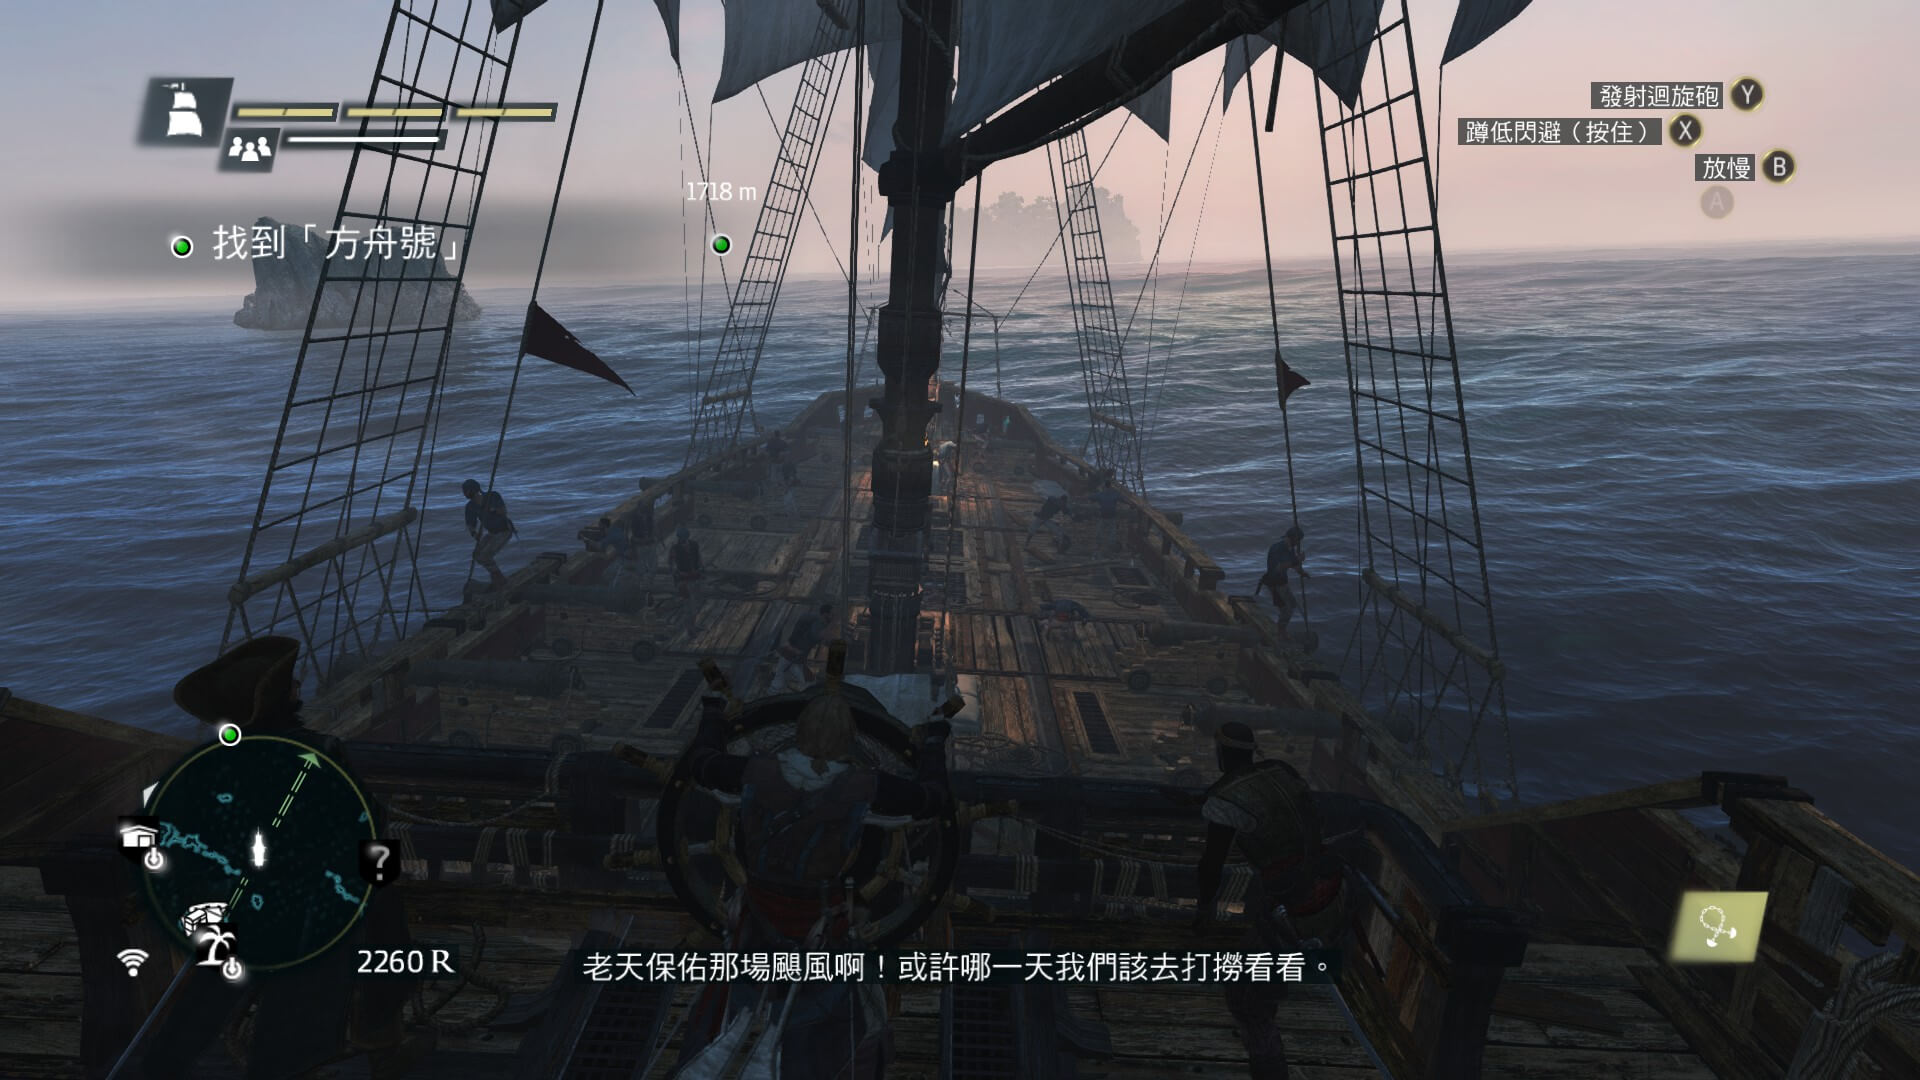 發射迴旋砲 Y
蹲低閃避（按住） X
放慢 B
A
1718 m
找到「方舟號」
?
2260 R
老天保佑那場颶風啊！或許哪一天我們該去打撈看看。